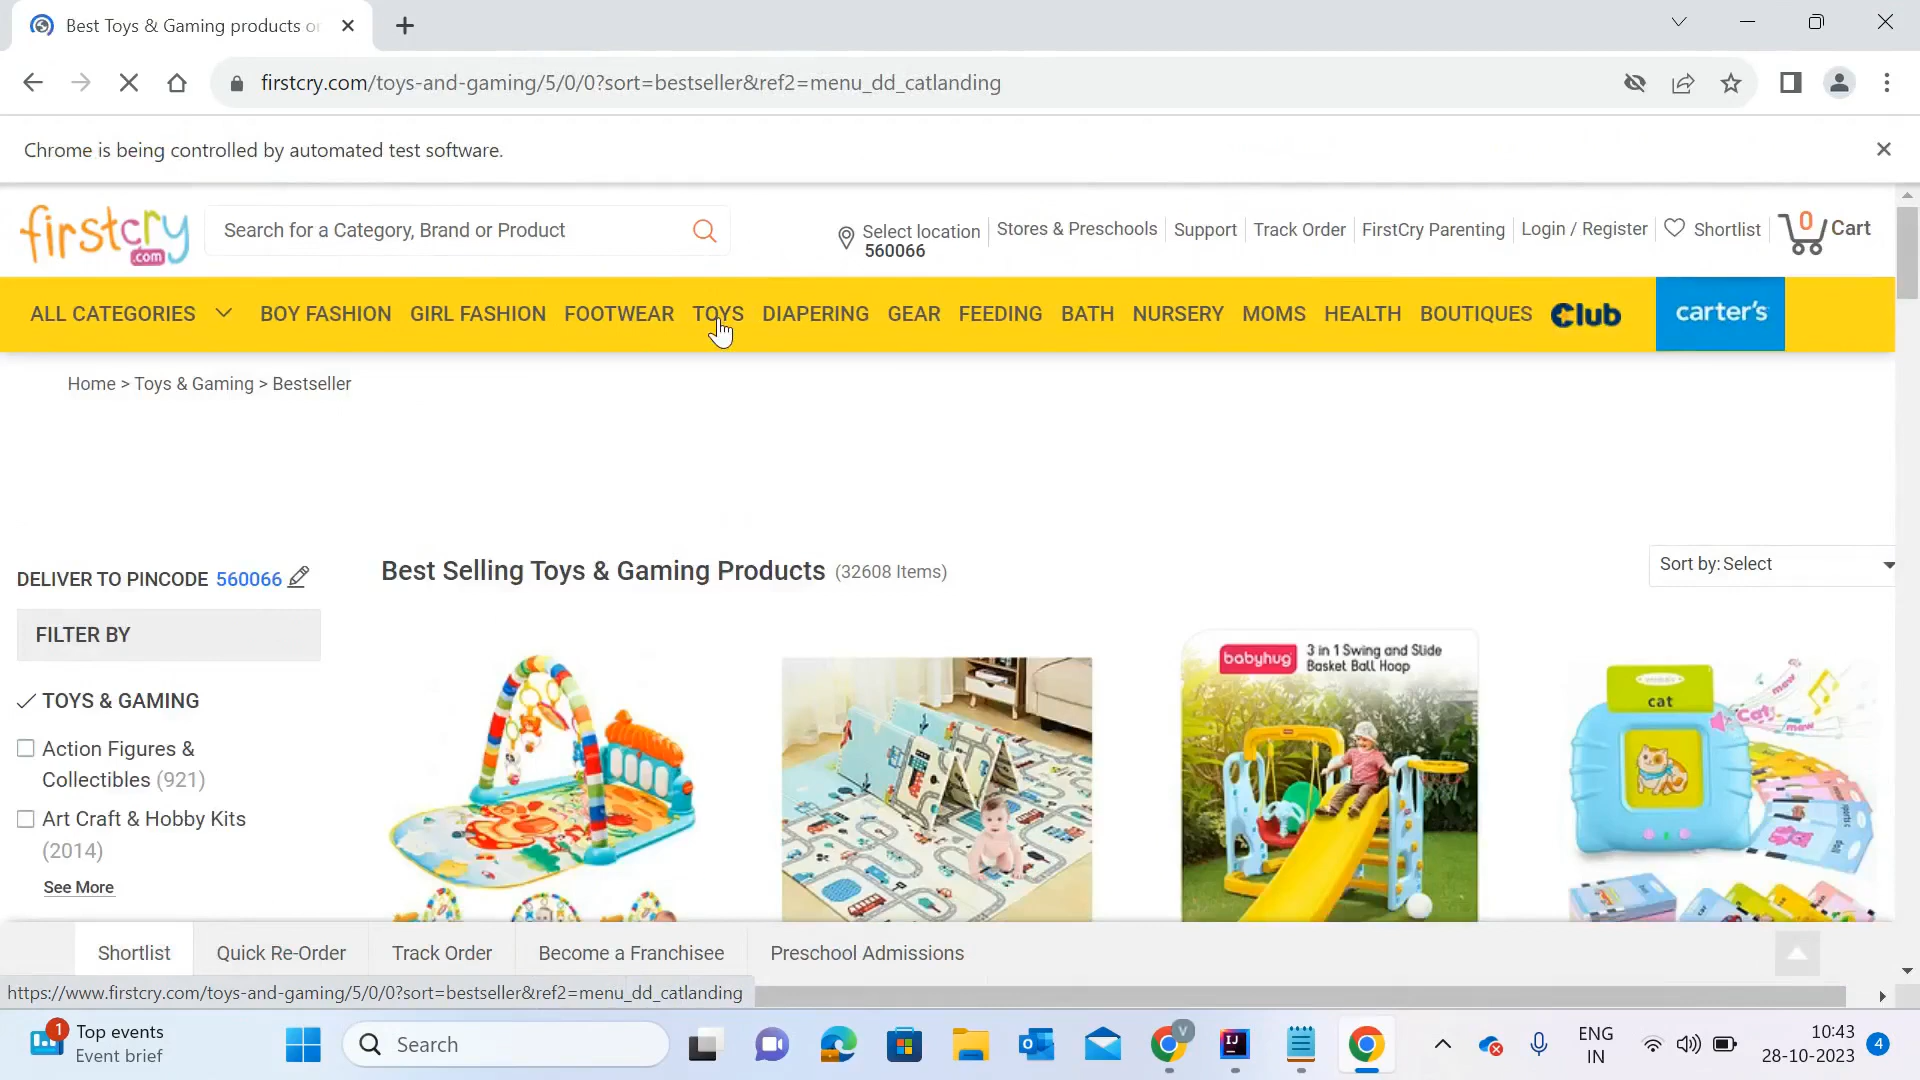 Best Toys & Gaming products or
firstcry.com/toys-and-gaming/5/0/0?sort=bestseller&ref2=menu_dd_catlanding
Chrome is being controlled by automated test software.
firstcry
.com
Search for a Category, Brand or Product
Select location
560066
Stores & Preschools
Support
Track Order
FirstCry Parenting
Login / Register
Shortlist
0
Cart
ALL CATEGORIES
BOY FASHION
GIRL FASHION
FOOTWEAR
TOYS
DIAPERING
GEAR
FEEDING
BATH
NURSERY
MOMS
HEALTH
BOUTIQUES
Club
carter's
Home > Toys & Gaming > Bestseller
DELIVER TO PINCODE 560066
Best Selling Toys & Gaming Products (32608 Items)
Sort by: Select
FILTER BY
TOYS & GAMING
Action Figures &
Collectibles (921)
Art Craft & Hobby Kits
(2014)
See More
babyhug
3 in 1 Swing and Slide
Basket Ball Hoop
cat
Cat
mew
mew
Shortlist
Quick Re-Order
Track Order
Become a Franchisee
Preschool Admissions
https://www.firstcry.com/toys-and-gaming/5/0/0?sort=bestseller&ref2=menu_dd_catlanding
1
Top events
Event brief
Search
V
IJ
ENG
IN
10:43
28-10-2023
4